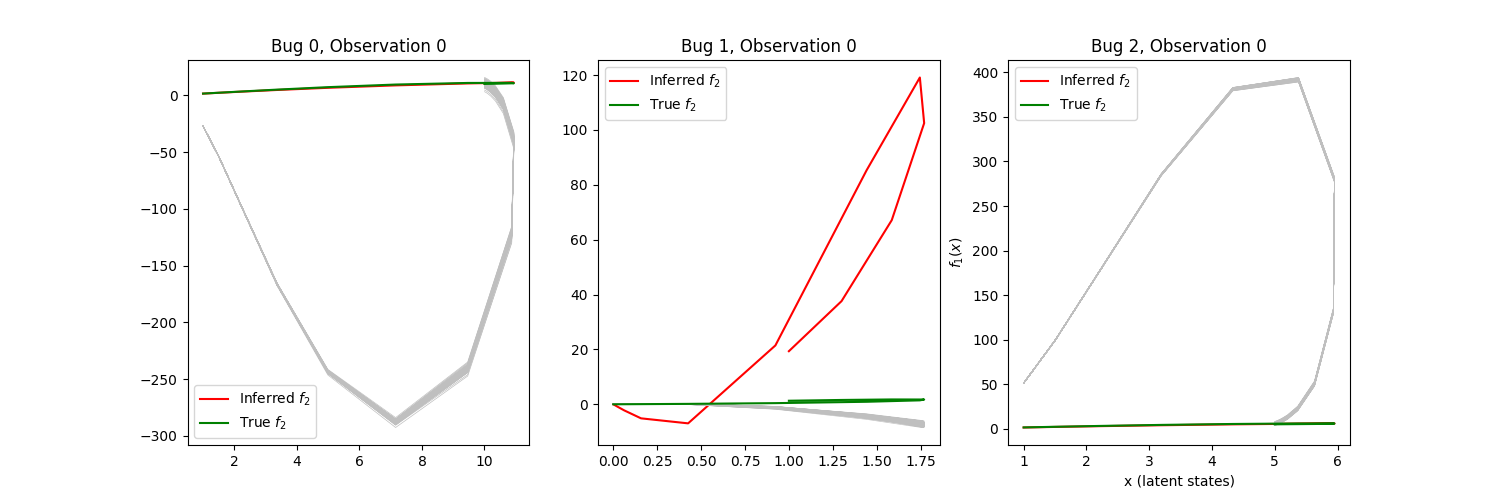 Bug 0, Observation 0
0
−50
−100
−150
−200
−250
−300
2 4 6 8 10
Inferred f₂
True f₂
Bug 1, Observation 0
120
100
80
60
40
20
0
0.00 0.25 0.50 0.75 1.00 1.25 1.50 1.75
Inferred f₂
True f₂
Bug 2, Observation 0
400
350
300
250
200
150
100
50
0
1 2 3 4 5 6
Inferred f₂
True f₂
f₁(x)
x (latent states)